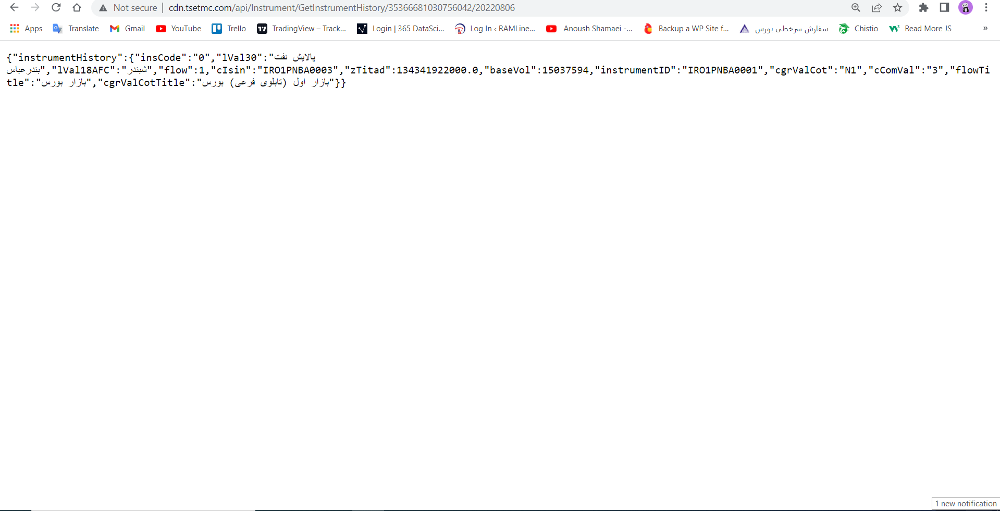 Not secure | cdn.tsetmc.com/api/Instrument/GetInstrumentHistory/35366681030756042/20220806
Apps Translate Gmail YouTube Trello TradingView – Track... Login | 365 DataSci... Log In ‹ RAMLine... Anoush Shamaei -... Backup a WP Site f... سفارش سرخطی بورس Chistio Read More JS »
{"instrumentHistory":{"insCode":"0","lVal30":"پالایش نفت
بندرعباس","lVal18AFC":"شبندر","flow":1,"cIsin":"IRO1PNBA0003","zTitad":134341922000.0,"baseVol":15037594,"instrumentID":"IRO1PNBA0001","cgrValCot":"N1","cComVal":"3","flowTi
tle":"بازار بورس","cgrValCotTitle":"بازار اول (تابلوی فرعی) بورس"}}
1 new notification